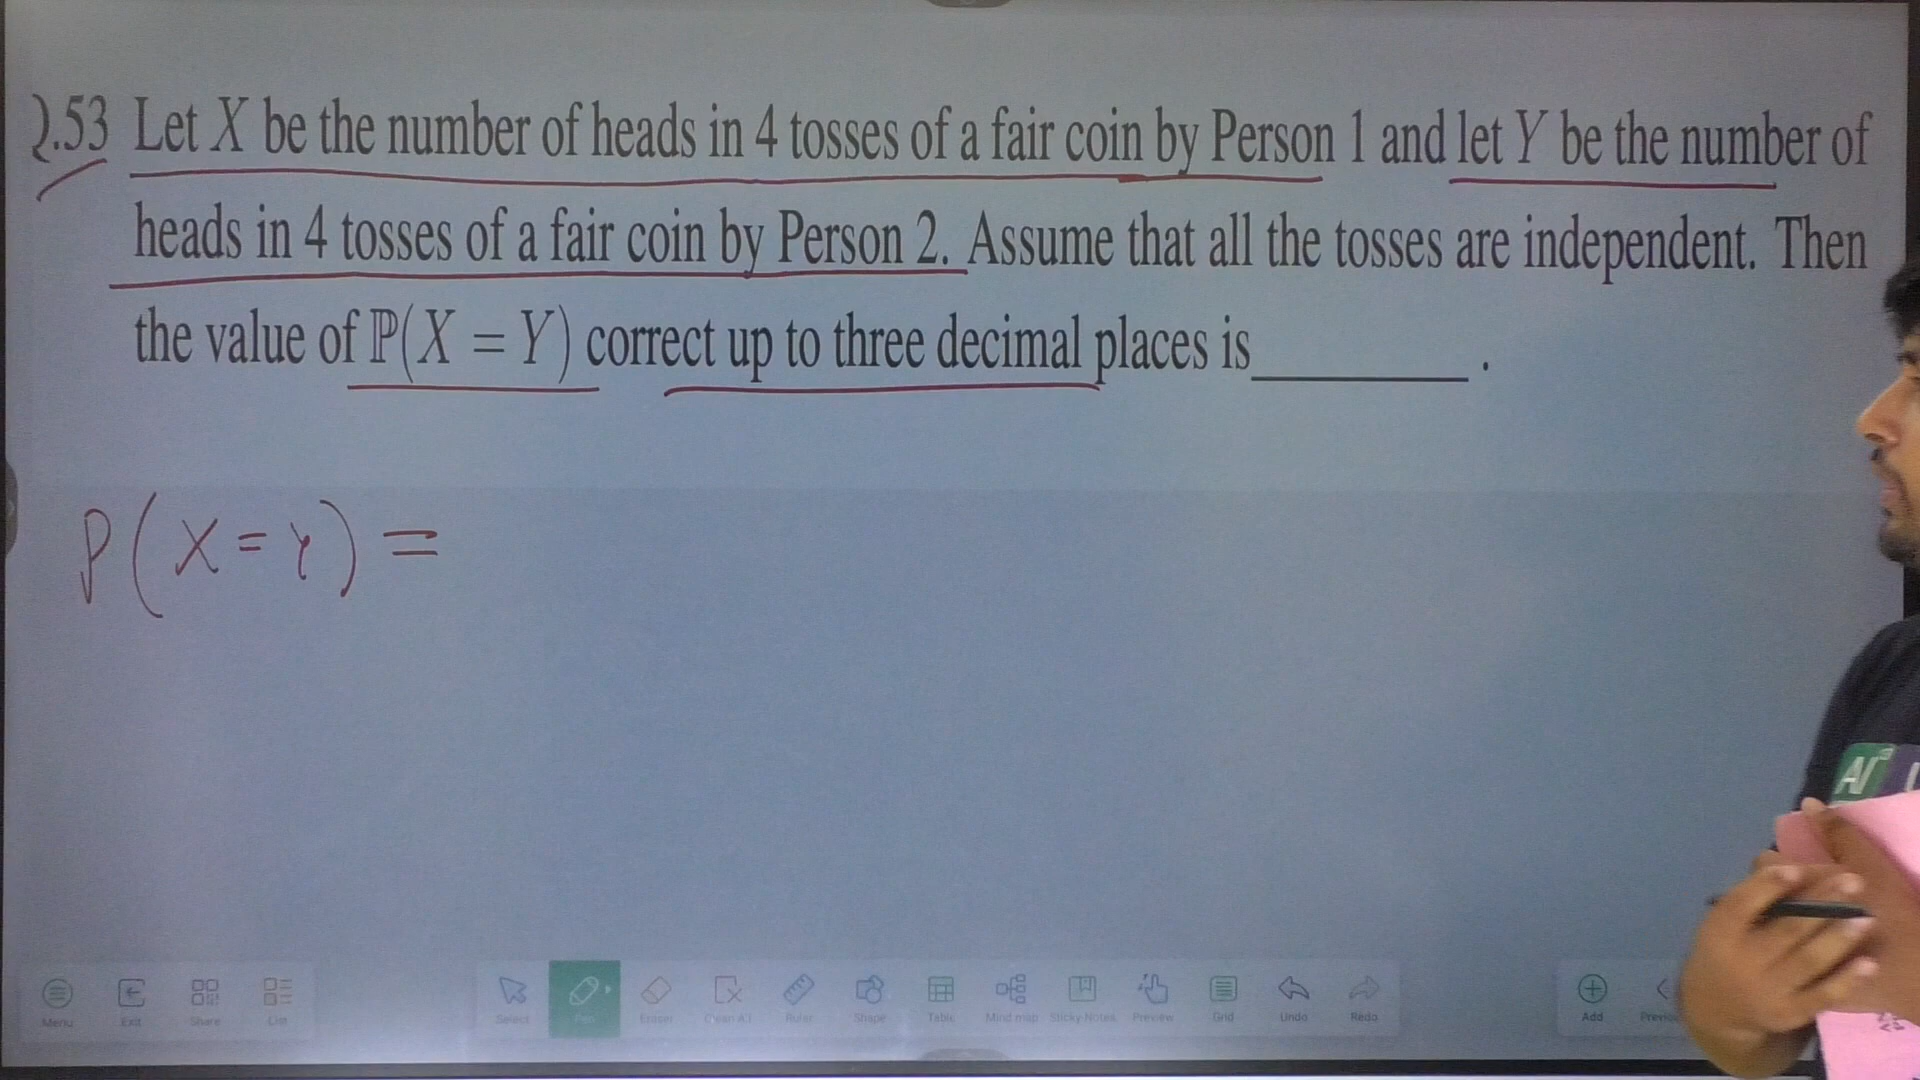 Q.53 Let X be the number of heads in 4 tosses of a fair coin by Person 1 and let Y be the number of
heads in 4 tosses of a fair coin by Person 2. Assume that all the tosses are independent. Then
the value of ℙ(X = Y) correct up to three decimal places is________ .
P(X=Y) =
AI
Menu Exit Share List Select Pen Eraser Clean All Ruler Shape Table Mind map Sticky Notes Preview Grid Undo Redo Add